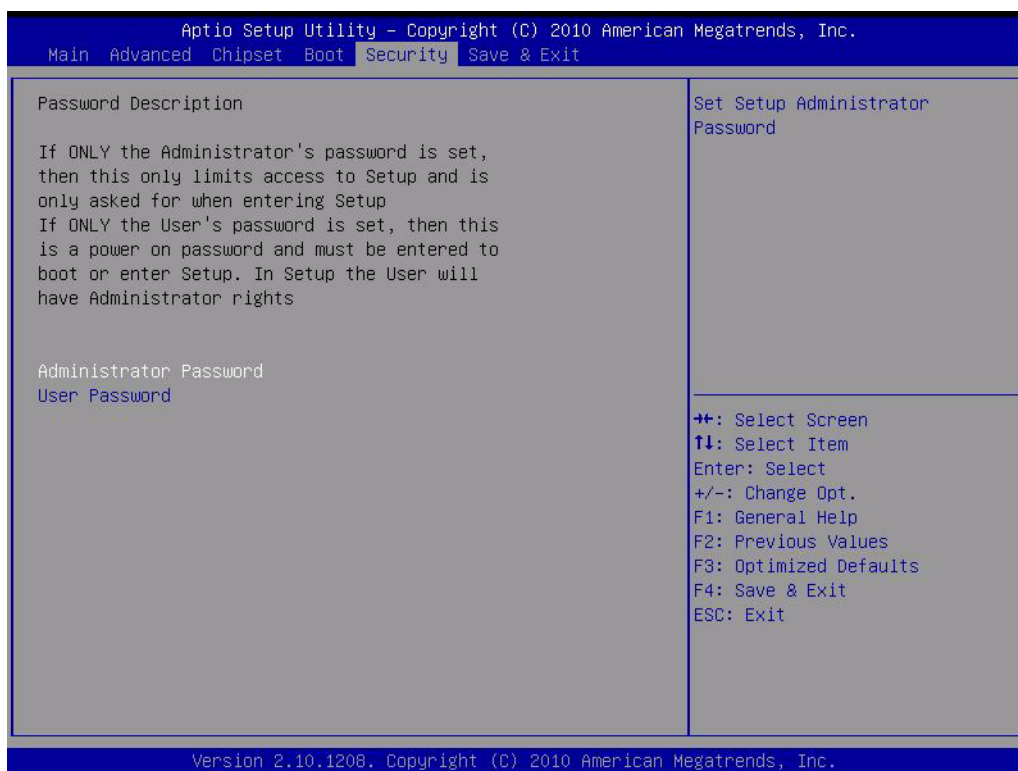 Aptio Setup Utility – Copyright (C) 2010 American Megatrends, Inc.
Main Advanced Chipset Boot Security Save & Exit
Password Description
If ONLY the Administrator's password is set,
then this only limits access to Setup and is
only asked for when entering Setup
If ONLY the User's password is set, then this
is a power on password and must be entered to
boot or enter Setup. In Setup the User will
have Administrator rights
Administrator Password
User Password
Set Setup Administrator
Password
→←: Select Screen
↑↓: Select Item
Enter: Select
+/-: Change Opt.
F1: General Help
F2: Previous Values
F3: Optimized Defaults
F4: Save & Exit
ESC: Exit
Version 2.10.1208. Copyright (C) 2010 American Megatrends, Inc.